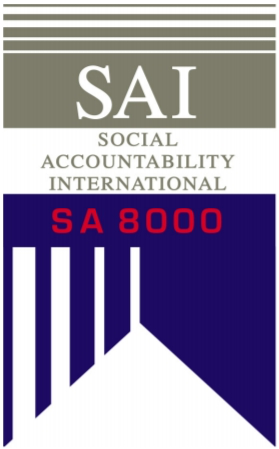 SAI
SOCIAL
ACCOUNTABILITY
INTERNATIONAL
SA 8000